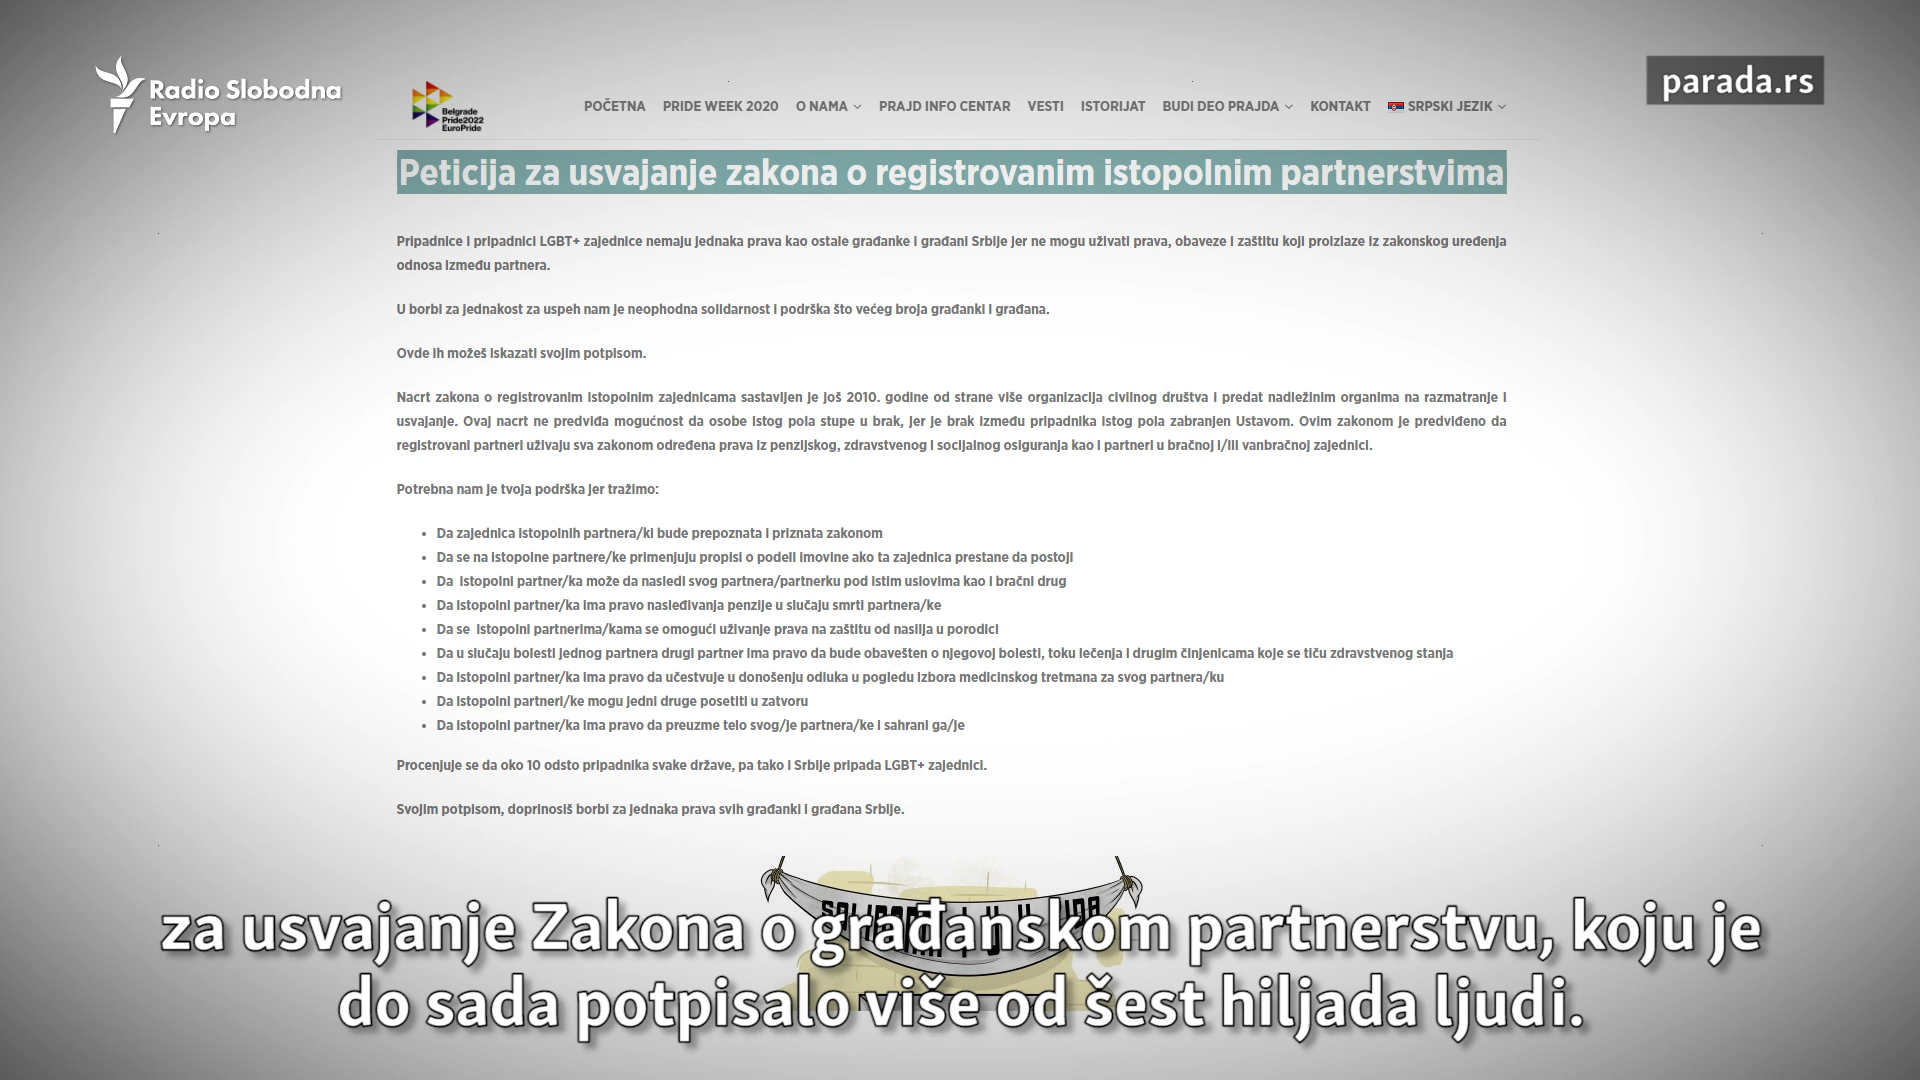 Radio Slobodna
Evropa
Belgrade
Pride2022
EuroPride
POČETNA PRIDE WEEK 2020 O NAMA PRAJD INFO CENTAR VESTI ISTORIJAT BUDI DEO PRAJDA KONTAKT SRPSKI JEZIK
parada.rs
Peticija za usvajanje zakona o registrovanim istopolnim partnerstvima
Pripadnice i pripadnici LGBT+ zajednice nemaju jednaka prava kao ostale građanke i građani Srbije jer ne mogu uživati prava, obaveze i zaštitu koji proizlaze iz zakonskog uređenja
odnosa između partnera.
U borbi za jednakost za uspeh nam je neophodna solidarnost i podrška što većeg broja građanki i građana.
Ovde ih možeš iskazati svojim potpisom.
Nacrt zakona o registrovanim istopolnim zajednicama sastavljen je još 2010. godine od strane više organizacija civilnog društva i predat nadležinim organima na razmatranje i
usvajanje. Ovaj nacrt ne predviđa mogućnost da osobe istog pola stupe u brak, jer je brak između pripadnika istog pola zabranjen Ustavom. Ovim zakonom je predviđeno da
registrovani partneri uživaju sva zakonom određena prava iz penzijskog, zdravstvenog i socijalnog osiguranja kao i partneri u bračnoj i/ili vanbračnoj zajednici.
Potrebna nam je tvoja podrška jer tražimo:
• Da zajednica istopolnih partnera/ki bude prepoznata i priznata zakonom
• Da se na istopolne partnere/ke primenjuju propisi o podeli imovine ako ta zajednica prestane da postoji
• Da istopolni partner/ka može da nasledi svog partnera/partnerku pod istim uslovima kao i bračni drug
• Da istopolni partner/ka ima pravo nasleđivanja penzije u slučaju smrti partnera/ke
• Da se istopolni partnerima/kama se omogući uživanje prava na zaštitu od nasilja u porodici
• Da u slučaju bolesti jednog partnera drugi partner ima pravo da bude obavešten o njegovoj bolesti, toku lečenja i drugim činjenicama koje se tiču zdravstvenog stanja
• Da istopolni partner/ka ima pravo da učestvuje u donošenju odluka u pogledu izbora medicinskog tretmana za svog partnera/ku
• Da istopolni partneri/ke mogu jedni druge posetiti u zatvoru
• Da istopolni partner/ka ima pravo da preuzme telo svog/je partnera/ke i sahrani ga/je
Procenjuje se da oko 10 odsto pripadnika svake države, pa tako i Srbije pripada LGBT+ zajednici.
Svojim potpisom, doprinosiš borbi za jednaka prava svih građanki i građana Srbije.
za usvajanje Zakona o građanskom partnerstvu, koju je
do sada potpisalo više od šest hiljada ljudi.